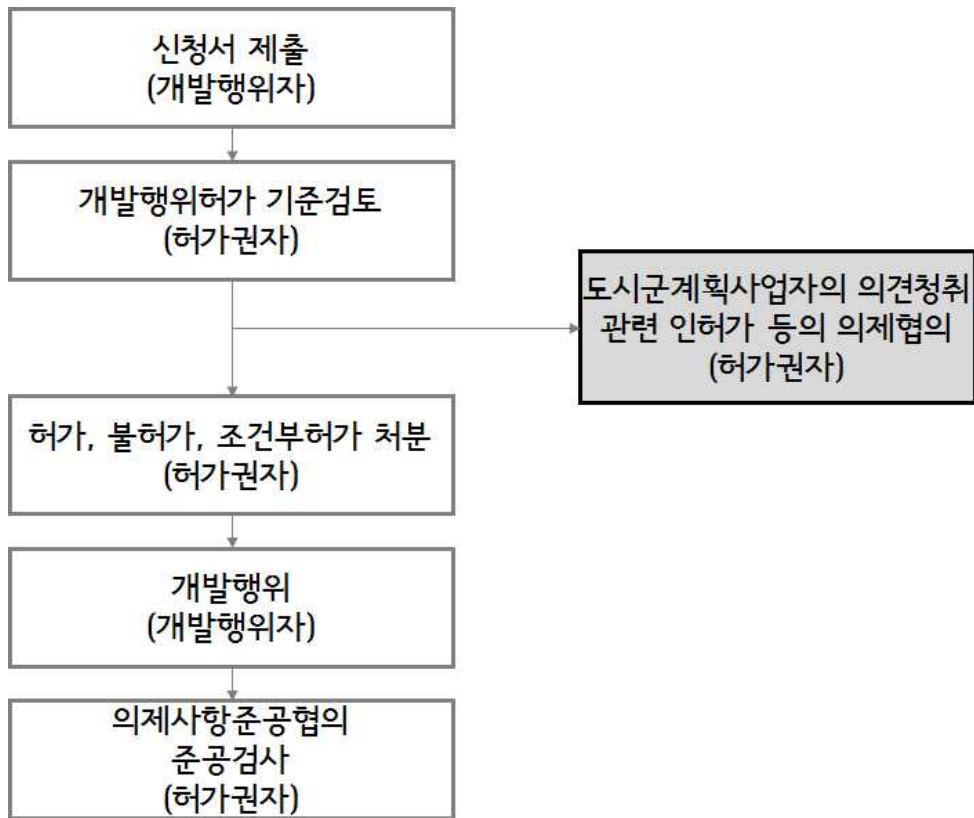 신청서 제출
(개발행위자)
개발행위허가 기준검토
(허가권자)
도시군계획사업자의 의견청취
관련 인허가 등의 의제협의
(허가권자)
허가, 불허가, 조건부허가 처분
(허가권자)
개발행위
(개발행위자)
의제사항준공협의
준공검사
(허가권자)